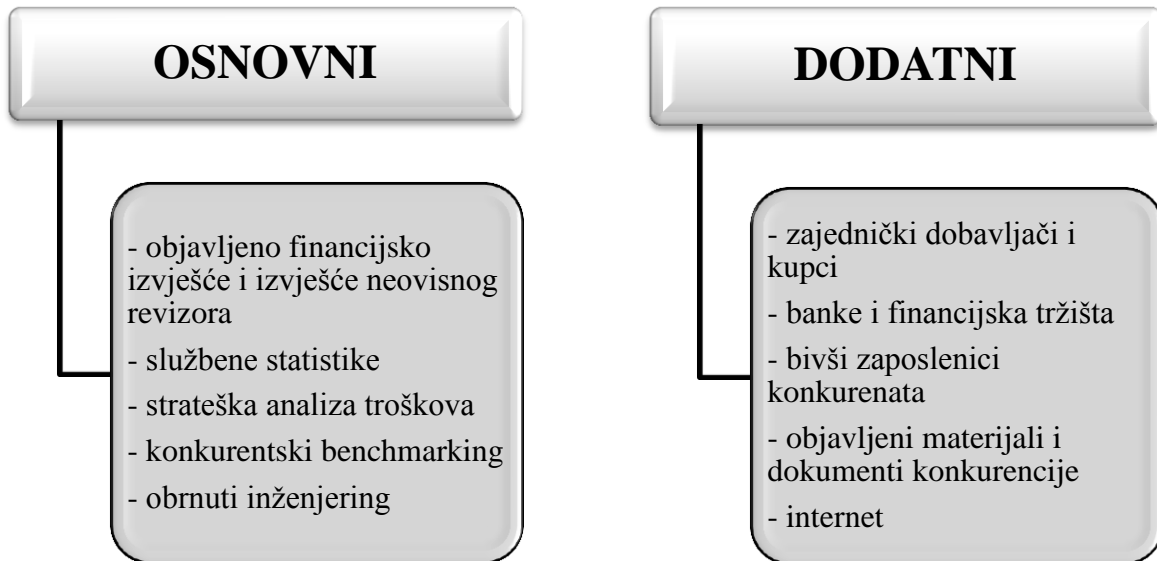 OSNOVNI
- objavljeno financijsko
izvješće i izvješće neovisnog
revizora
- službene statistike
- strateška analiza troškova
- konkurentski benchmarking
- obrnuti inženjering
DODATNI
- zajednički dobavljači i
kupci
- banke i financijska tržišta
- bivši zaposlenici
konkurenata
- objavljeni materijali i
dokumenti konkurencije
- internet